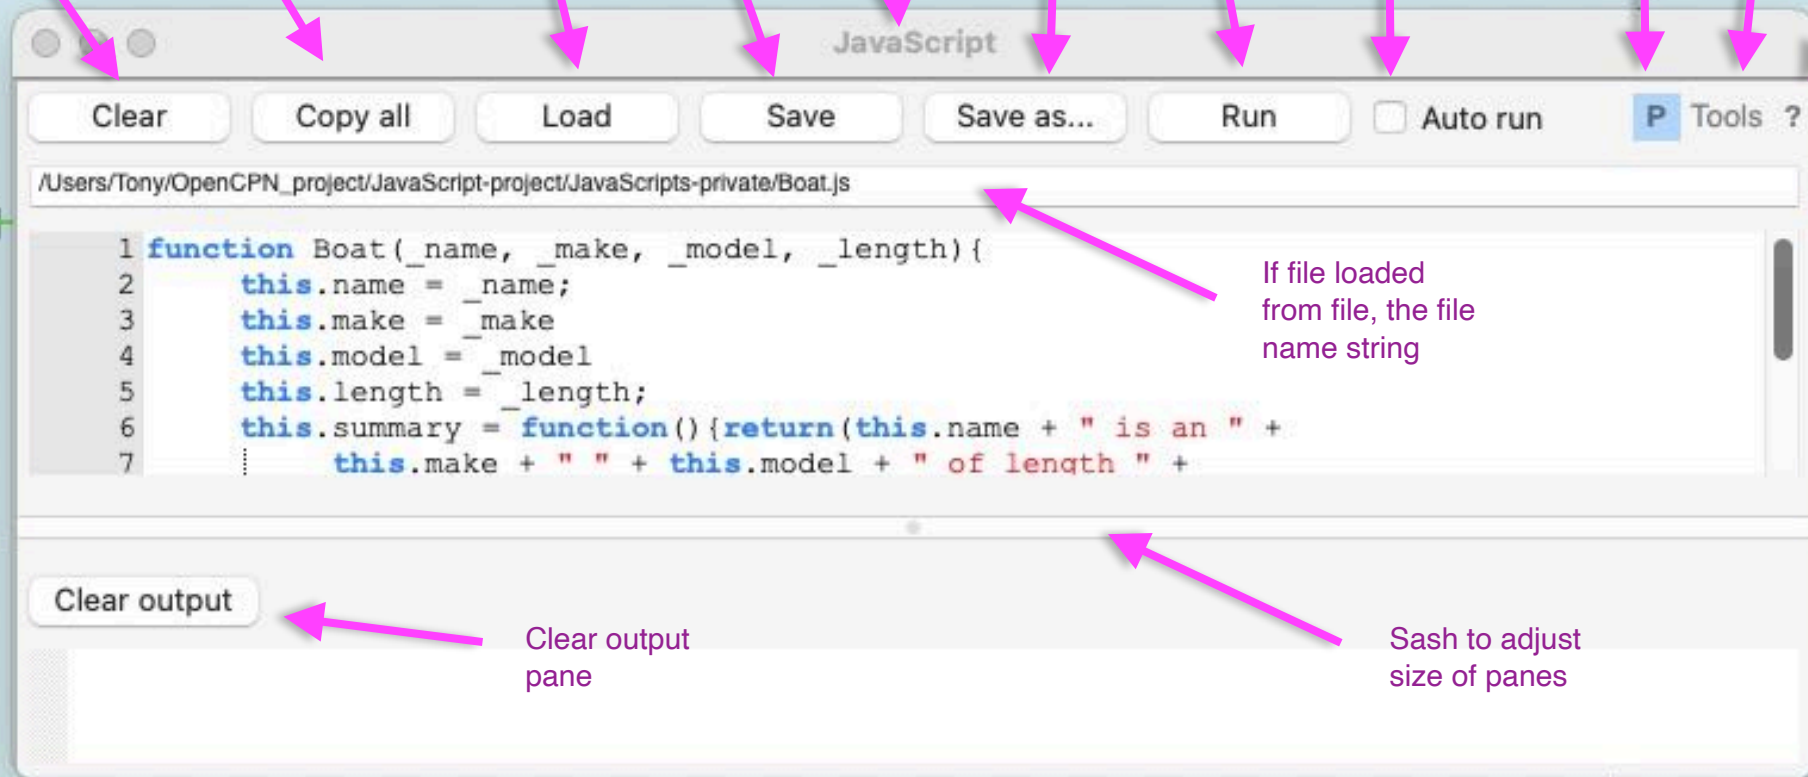 JavaScript
Clear Copy all Load Save Save as... Run Auto run P Tools ?
/Users/Tony/OpenCPN_project/JavaScript-project/JavaScripts-private/Boat.js
1 function Boat(_name, _make, _model, _length){
2 this.name = _name;
3 this.make = _make
4 this.model = _model
5 this.length = _length;
6 this.summary = function(){return(this.name + " is an " +
7 this.make + " " + this.model + " of length " +
If file loaded
from file, the file
name string
Clear output
Clear output
pane
Sash to adjust
size of panes